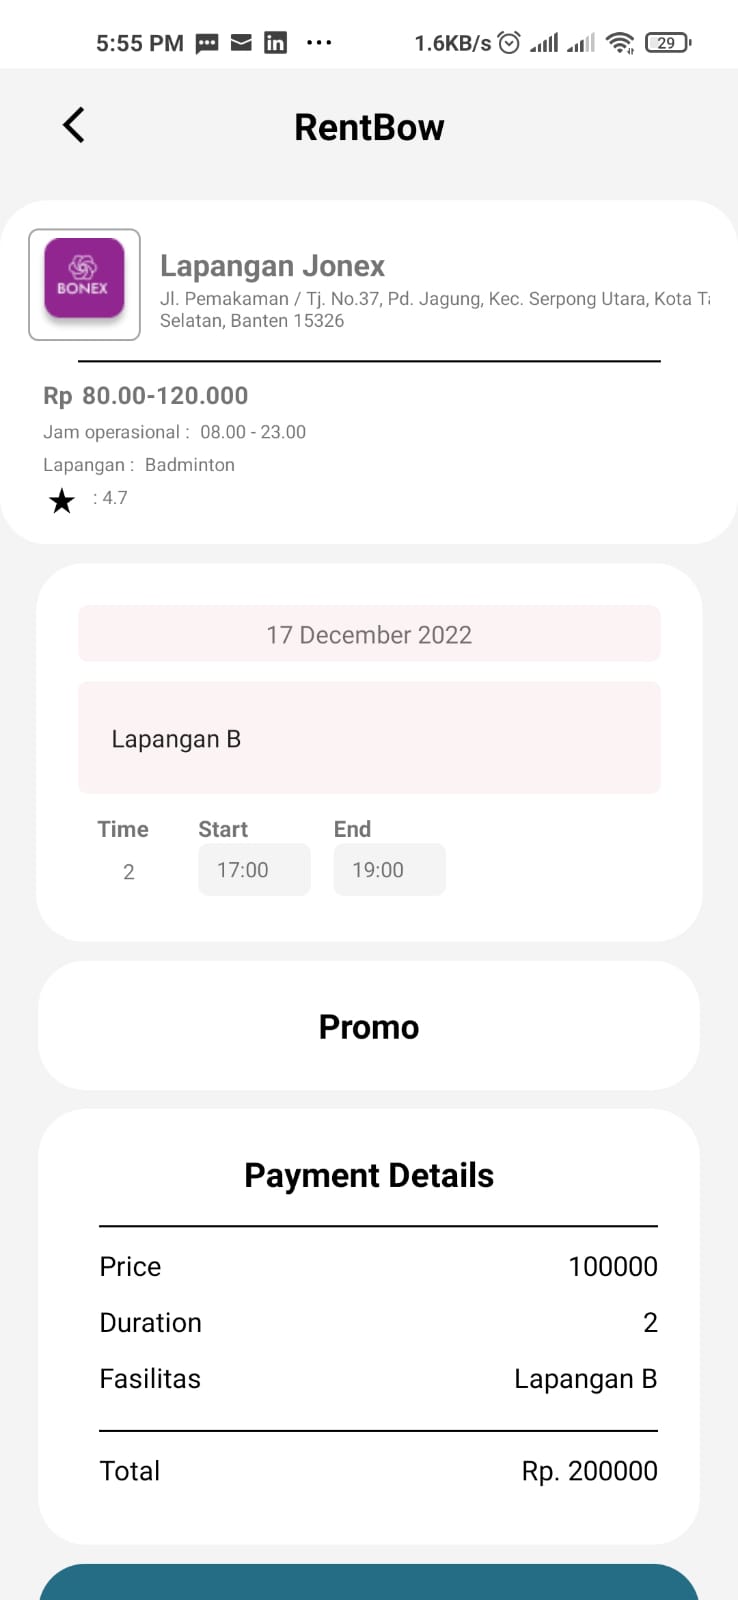 5:55 PM 1.6KB/s 29
RentBow
BONEX
Lapangan Jonex
Jl. Pemakaman / Tj. No.37, Pd. Jagung, Kec. Serpong Utara, Kota
Selatan, Banten 15326
Rp 80.00-120.000
Jam operasional : 08.00 - 23.00
Lapangan : Badminton
★ : 4.7
17 December 2022
Lapangan B
Time Start End
2 17:00 19:00
Promo
Payment Details
Price 100000
Duration 2
Fasilitas Lapangan B
Total Rp. 200000